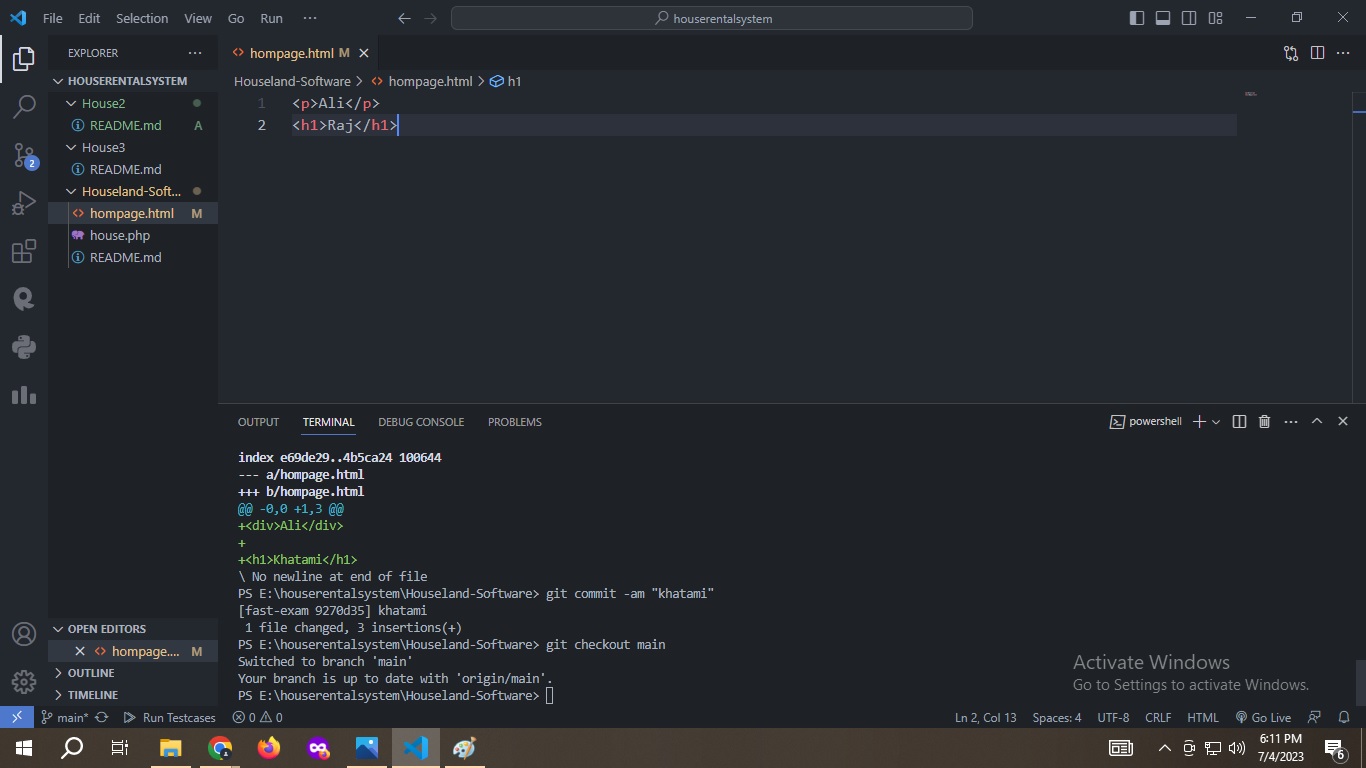 File Edit Selection View Go Run ···
houserentalsystem
EXPLORER ···
HOUSERENTALSYSTEM
House2
README.md A
House3
README.md
Houseland-Soft...
hompage.html M
house.php
README.md
OPEN EDITORS
hompage.... M
OUTLINE
TIMELINE
2
hompage.html M
Houseland-Software > hompage.html > h1
1 <p>Ali</p>
2 <h1>Raj</h1>
OUTPUT TERMINAL DEBUG CONSOLE PROBLEMS
powershell
index e69de29..4b5ca24 100644
--- a/hompage.html
+++ b/hompage.html
@@ -0,0 +1,3 @@
+<div>Ali</div>
+
+<h1>Khatami</h1>
\ No newline at end of file
PS E:\houserentalsystem\Houseland-Software> git commit -am "khatami"
[fast-exam 9270d35] khatami
 1 file changed, 3 insertions(+)
PS E:\houserentalsystem\Houseland-Software> git checkout main
Switched to branch 'main'
Your branch is up to date with 'origin/main'.
PS E:\houserentalsystem\Houseland-Software>
Activate Windows
Go to Settings to activate Windows.
main* Run Testcases 0 0
Ln 2, Col 13 Spaces: 4 UTF-8 CRLF HTML Go Live
6:11 PM
7/4/2023
6